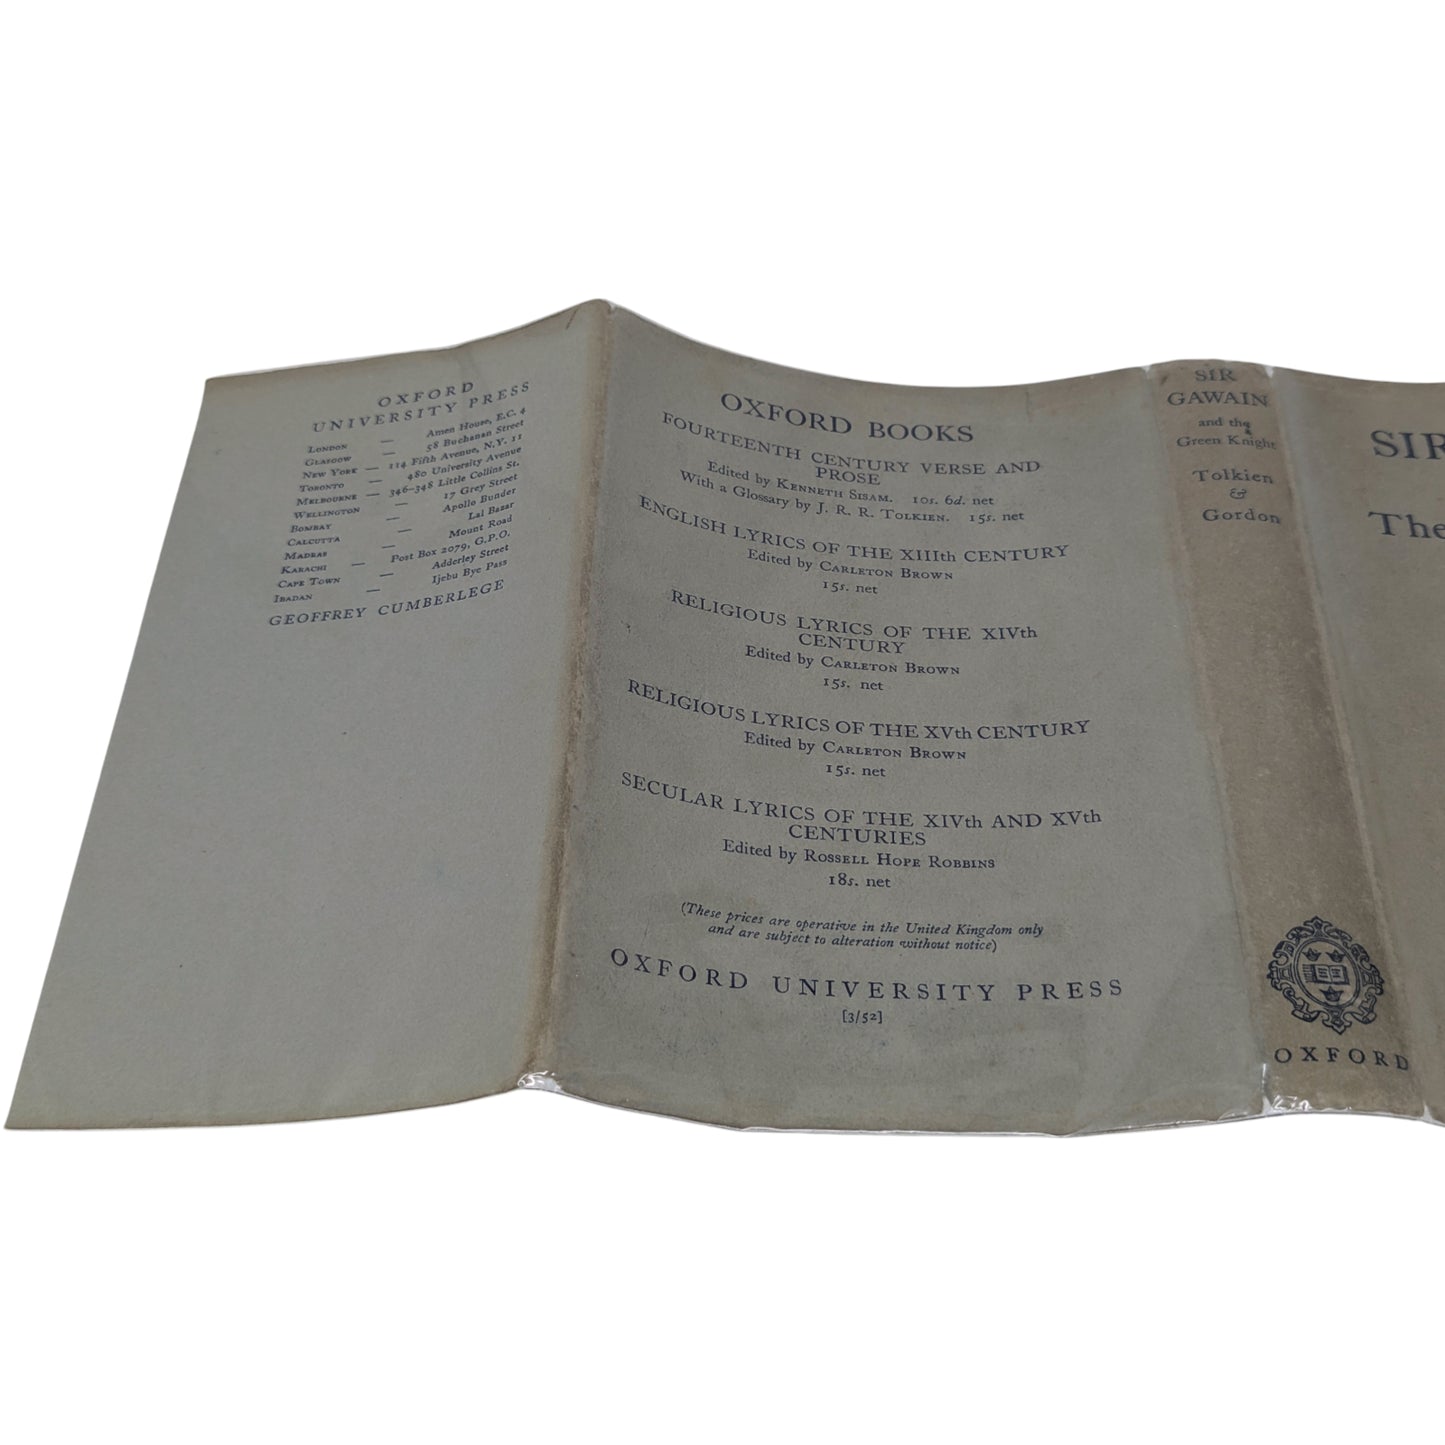 OXFORD
UNIVERSITY PRESS
LONDON — Amen House, E.C. 4
GLASGOW — 58 Buchanan Street
NEW YORK — 114 Fifth Avenue, N.Y. 11
TORONTO — 480 University Avenue
MELBOURNE — 346–348 Little Collins St.
WELLINGTON — 17 Grey Street
BOMBAY — Apollo Bunder
CALCUTTA — Lal Bazar
MADRAS — Mount Road
KARACHI — Post Box 2079, G.P.O.
CAPE TOWN — Adderley Street
IBADAN — Ijebu Bye Pass
GEOFFREY CUMBERLEGE
OXFORD BOOKS
FOURTEENTH CENTURY VERSE AND
PROSE
Edited by KENNETH SISAM. 10s. 6d. net
With a Glossary by J. R. R. TOLKIEN. 15s. net
ENGLISH LYRICS OF THE XIIIth CENTURY
Edited by CARLETON BROWN
15s. net
RELIGIOUS LYRICS OF THE XIVth
CENTURY
Edited by CARLETON BROWN
15s. net
RELIGIOUS LYRICS OF THE XVth CENTURY
Edited by CARLETON BROWN
15s. net
SECULAR LYRICS OF THE XIVth AND XVth
CENTURIES
Edited by ROSSELL HOPE ROBBINS
18s. net
(These prices are operative in the United Kingdom only
and are subject to alteration without notice)
OXFORD UNIVERSITY PRESS
[3/52]
SIR
GAWAIN
and the
Green Knight
Tolkien
&
Gordon
OXFORD
SIR
The